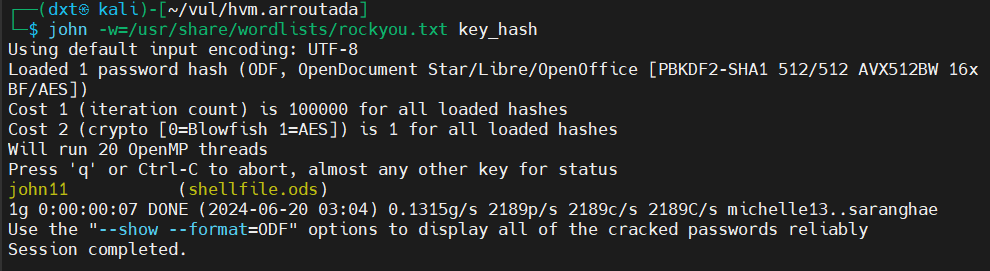 ┌──(dxt㉿kali)-[~/vul/hvm.arroutada]
└─$ john -w=/usr/share/wordlists/rockyou.txt key_hash
Using default input encoding: UTF-8
Loaded 1 password hash (ODF, OpenDocument Star/Libre/OpenOffice [PBKDF2-SHA1 512/512 AVX512BW 16x
BF/AES])
Cost 1 (iteration count) is 100000 for all loaded hashes
Cost 2 (crypto [0=Blowfish 1=AES]) is 1 for all loaded hashes
Will run 20 OpenMP threads
Press 'q' or Ctrl-C to abort, almost any other key for status
john11           (shellfile.ods)
1g 0:00:00:07 DONE (2024-06-20 03:04) 0.1315g/s 2189p/s 2189c/s 2189C/s michelle13..saranghae
Use the "--show --format=ODF" options to display all of the cracked passwords reliably
Session completed.